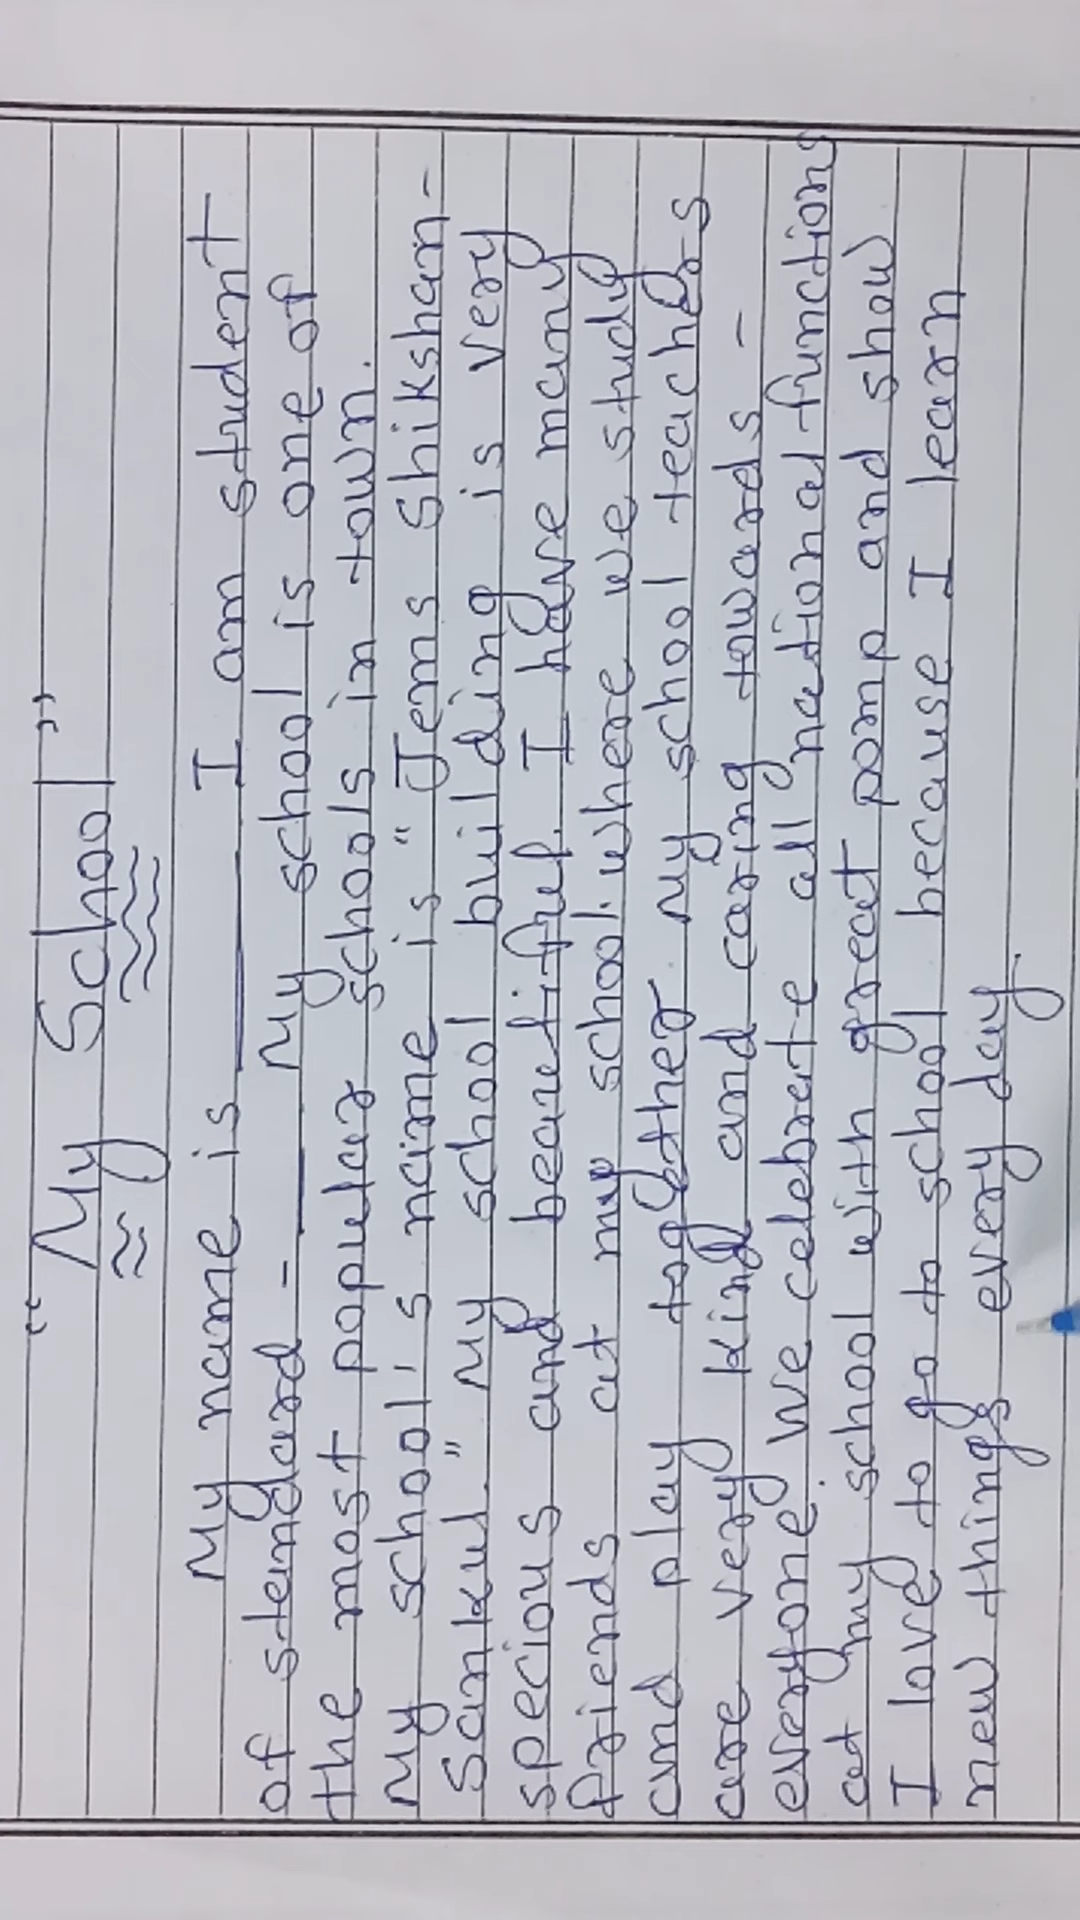 " My School "
My name is ______ I am student
of standard - ____ My school is one of
the most popular schools in town.
My school's name is "Jems Shikshan-
Sankul." My school building is very
specious and beautiful. I have many
friends at my school. where we study
and play together My school teachers
are very kind and caring towards -
everyone. We celebrate all national functions
at my school with great pomp and show
I love to go to school because I learn
new things every day